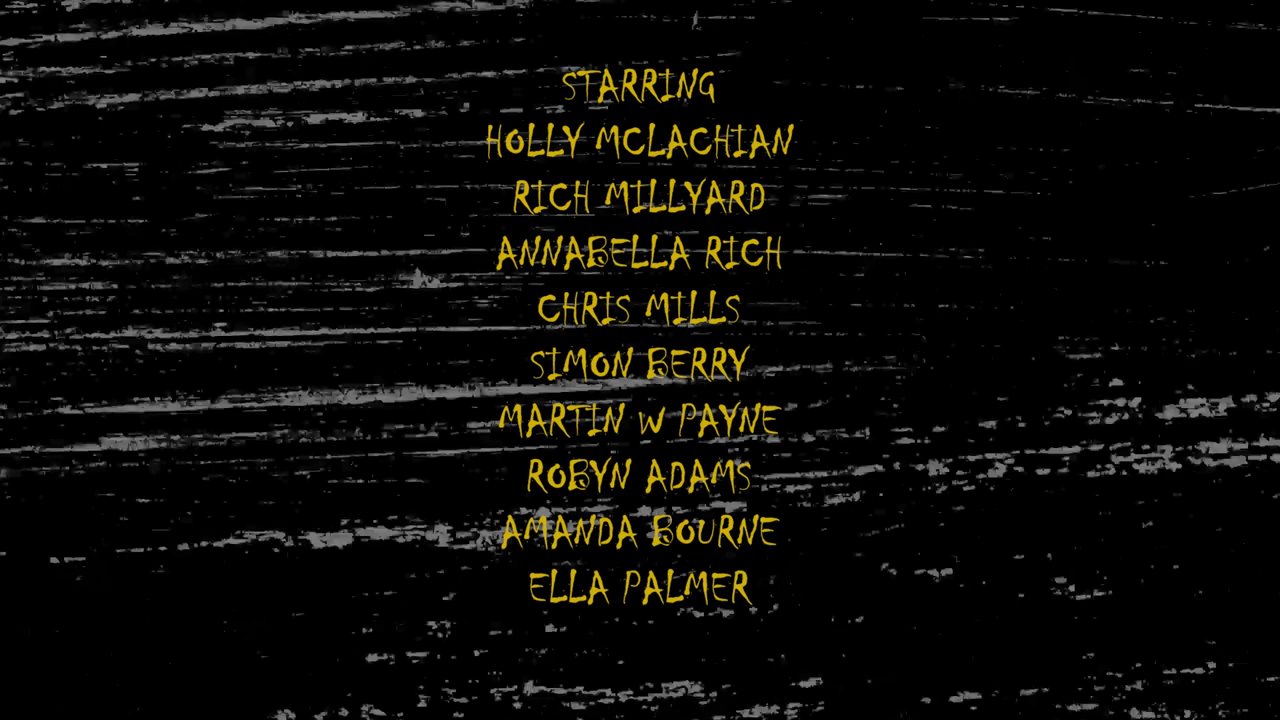 STARRING
HOLLY MCLACHIAN
RICH MILLYARD
ANNABELLA RICH
CHRIS MILLS
SIMON BERRY
MARTIN W PAYNE
ROBYN ADAMS
AMANDA BOURNE
ELLA PALMER